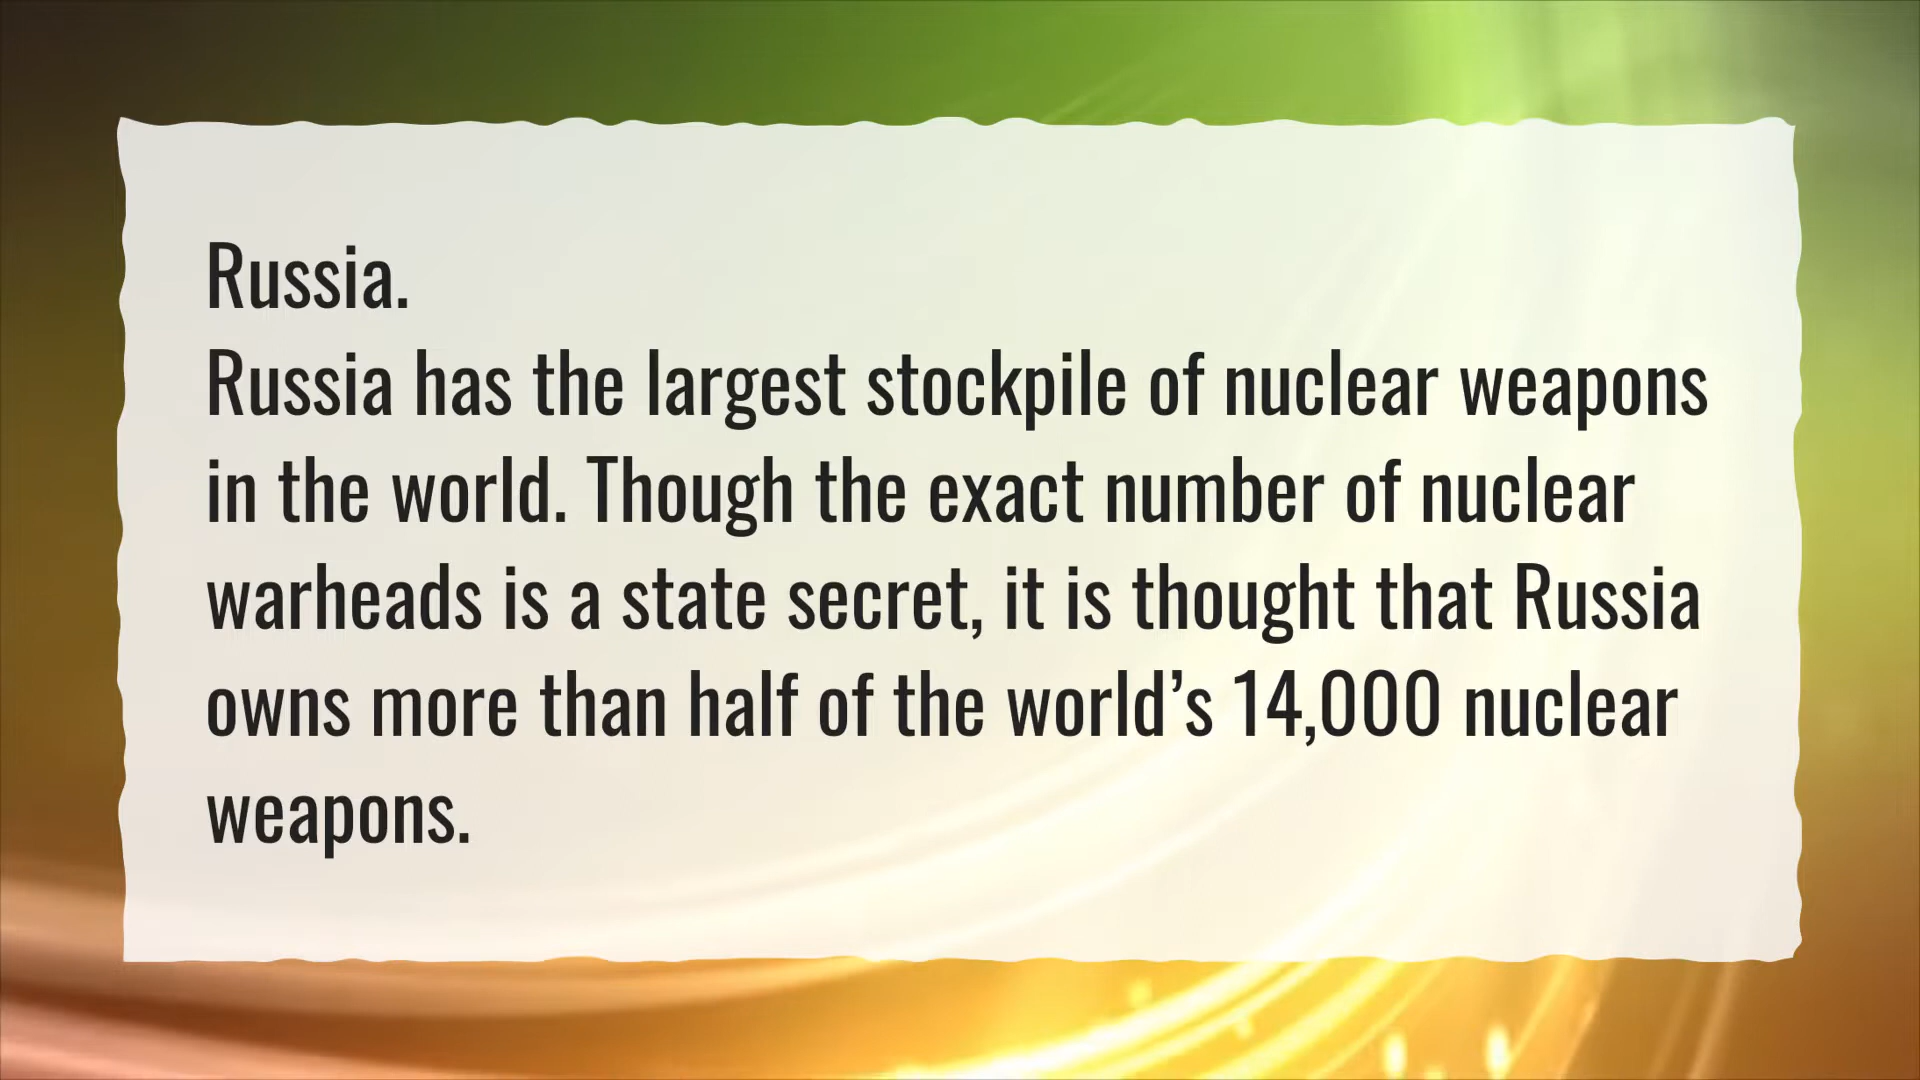 Russia.
Russia has the largest stockpile of nuclear weapons
in the world. Though the exact number of nuclear
warheads is a state secret, it is thought that Russia
owns more than half of the world’s 14,000 nuclear
weapons.